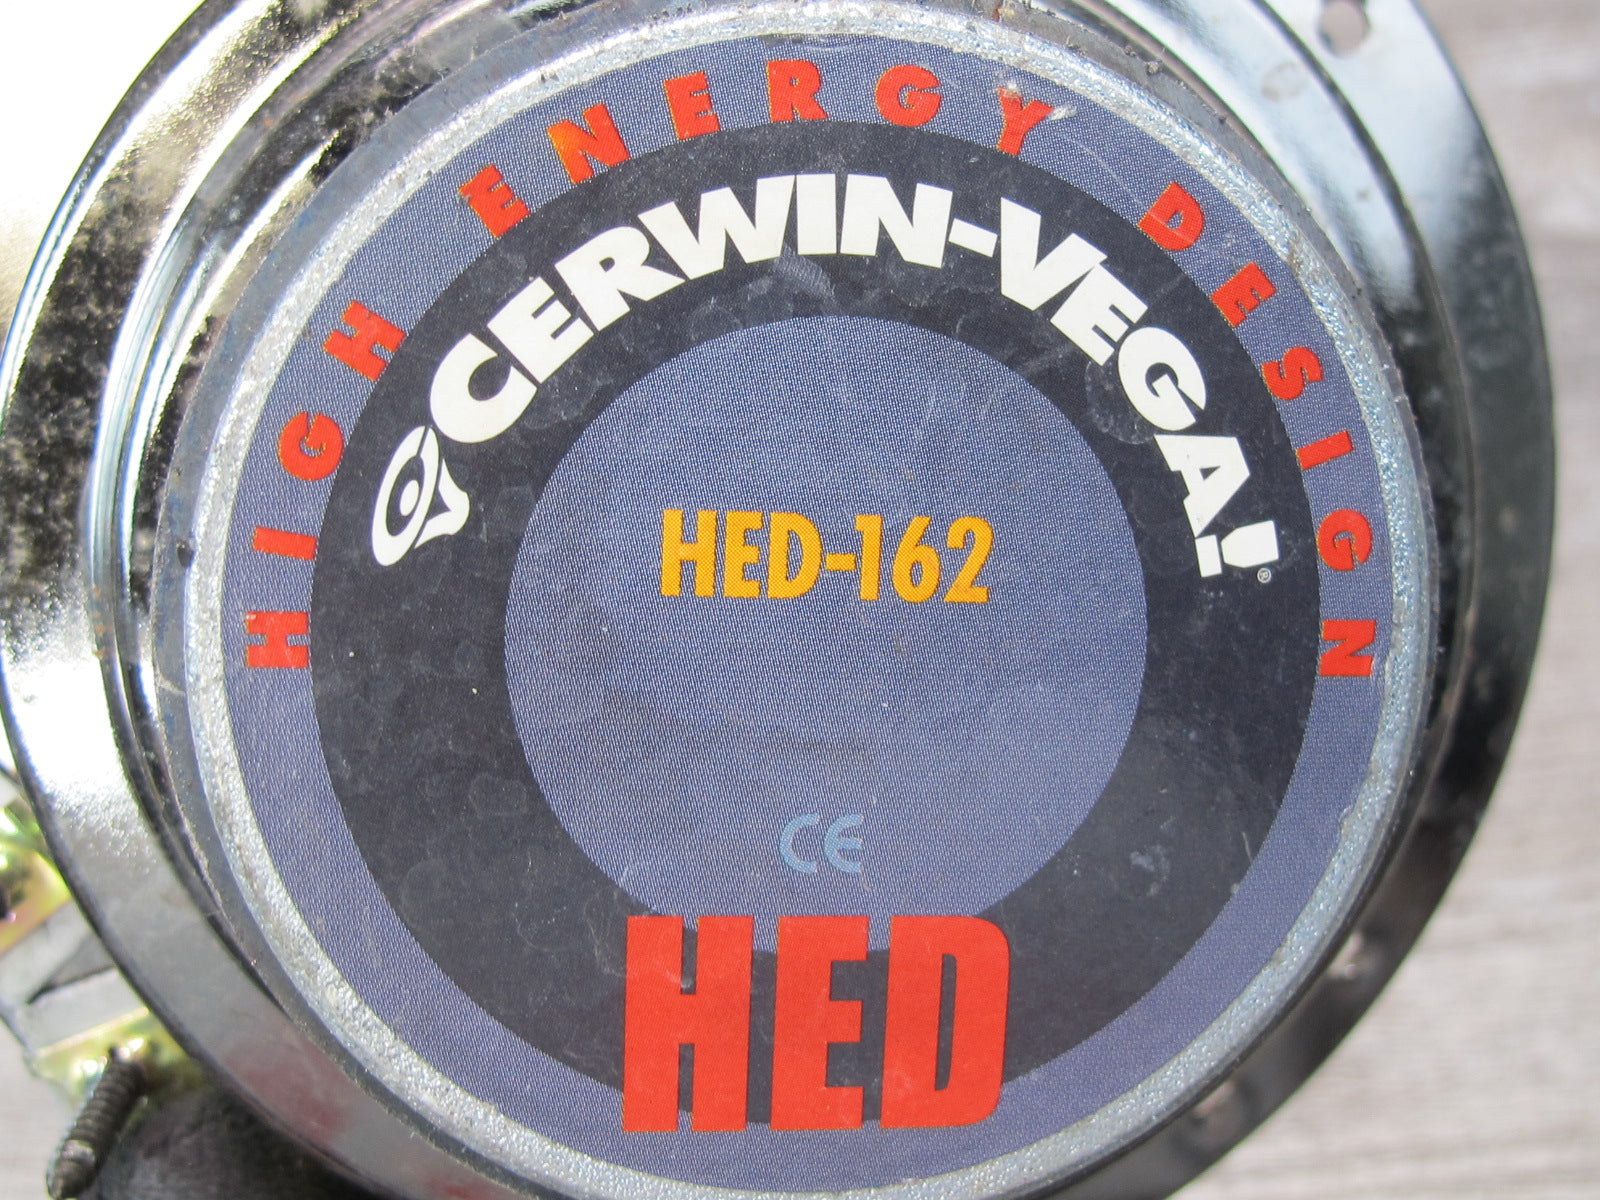 HIGH ENERGY DESIGN
CERWIN-VEGA!®
HED-162
CE
HED